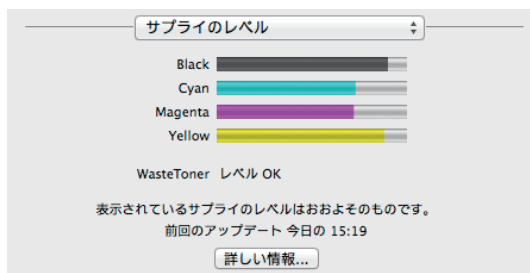 サプライのレベル
Black
Cyan
Magenta
Yellow
WasteToner レベル OK
表示されているサプライのレベルはおおよそのものです。
前回のアップデート 今日の 15:19
詳しい情報...